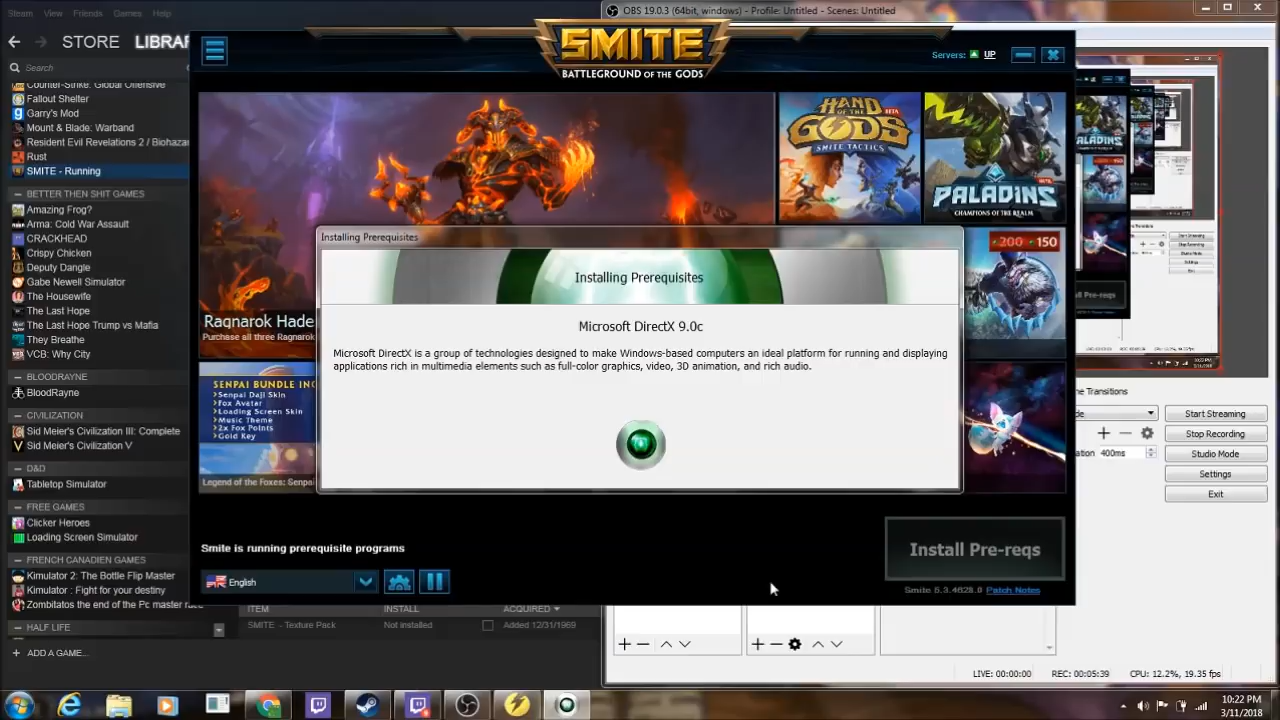 Steam View Friends Games Help
STORE LIBRAR
Search
Counter-Strike: Global Offensive
Fallout Shelter
Garry's Mod
Mount & Blade: Warband
Resident Evil Revelations 2 / Biohazar
Rust
SMITE - Running
BETTER THEN SHIT GAMES
Amazing Frog?
Arma: Cold War Assault
CRACKHEAD
Crispy Chicken
Deputy Dangle
Gabe Newell Simulator
The Housewife
The Last Hope
The Last Hope Trump vs Mafia
They Breathe
VCB: Why City
BLOODRAYNE
BloodRayne
CIVILIZATION
Sid Meier's Civilization III: Complete
Sid Meier's Civilization V
D&D
Tabletop Simulator
FREE GAMES
Clicker Heroes
Loading Screen Simulator
FRENCH CANADIEN GAMES
Kimulator 2: The Bottle Flip Master
Kimulator : Fight for your destiny
Zombitatos the end of the Pc master race
HALF LIFE
ADD A GAME...
ITEM INSTALL ACQUIRED
SMITE - Texture Pack Not installed Added 12/31/1969
OBS 19.0.3 (64bit, windows) - Profile: Untitled - Scenes: Untitled
SMITE
BATTLEGROUND OF THE GODS
Servers: UP
HAND OF THE GODS BETA
SMITE TACTICS
PALADINS BETA
CHAMPIONS OF THE REALM
200 150
Ragnarok Hade
Purchase all three Ragnarok
SENPAI BUNDLE INC
Senpai Daji Skin
Fox Avatar
Loading Screen Skin
Music Theme
2x Fox Points
Gold Key
Legend of the Foxes: Senpai
Installing Prerequisites
Installing Prerequisites
Microsoft DirectX 9.0c
Microsoft DirectX is a group of technologies designed to make Windows-based computers an ideal platform for running and displaying
applications rich in multimedia elements such as full-color graphics, video, 3D animation, and rich audio.
Smite is running prerequisite programs
English
Install Pre-reqs
Smite 5.3.4628.0 Patch Notes
ne Transitions
de
ation 400ms
Start Streaming
Stop Recording
Studio Mode
Settings
Exit
LIVE: 00:00:00 REC: 00:05:39 CPU: 12.2%, 19.35 fps
10:22 PM
3/11/2018